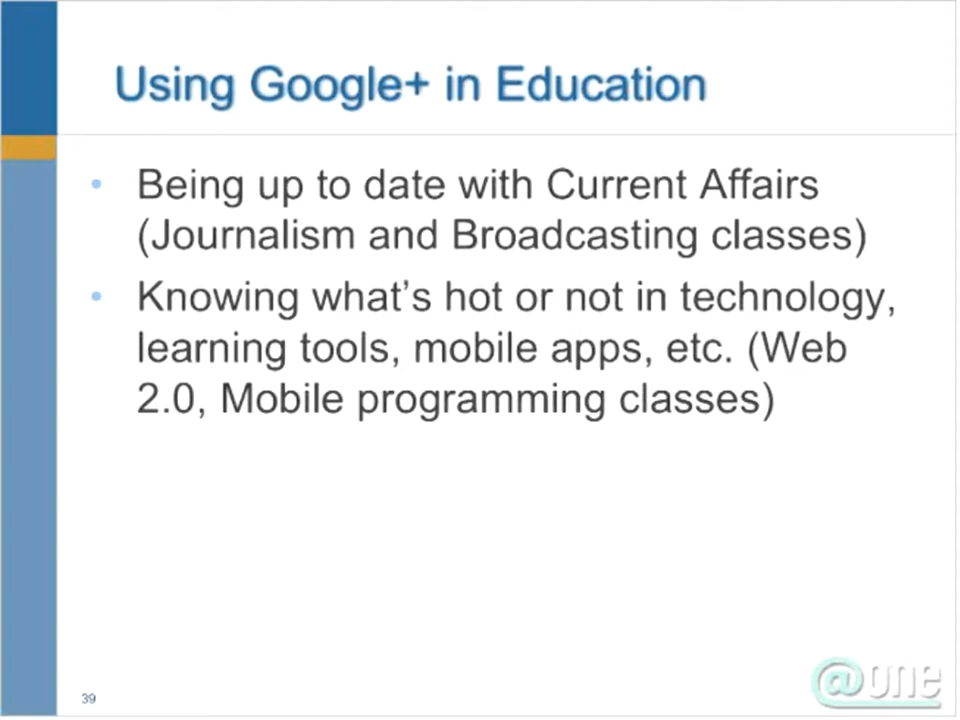 Using Google+ in Education
• Being up to date with Current Affairs
(Journalism and Broadcasting classes)
• Knowing what's hot or not in technology,
learning tools, mobile apps, etc. (Web
2.0, Mobile programming classes)
39
@one